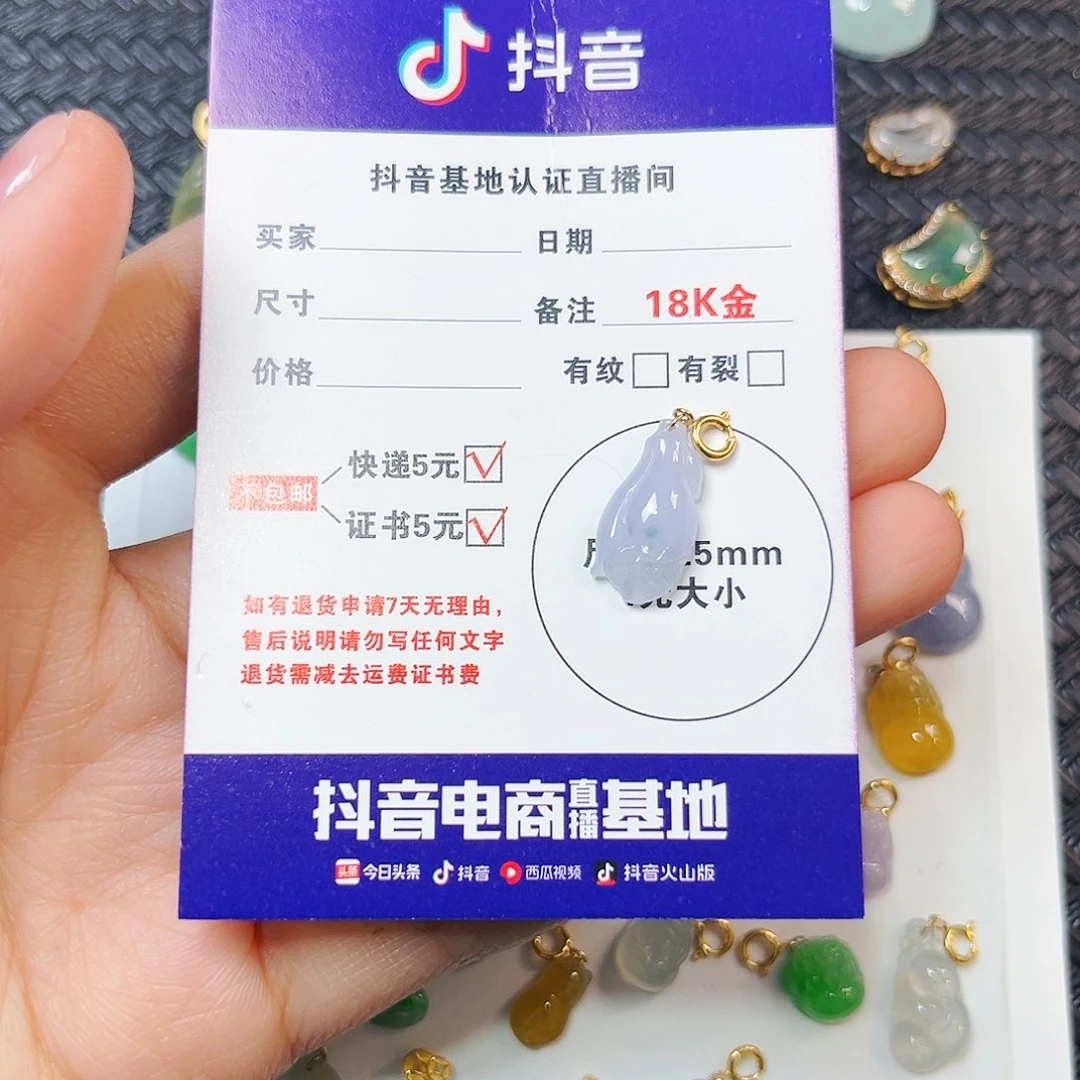 抖音
抖音基地认证直播间
买家 日期
尺寸 备注 18K金
价格 有纹 有裂
快递5元
不包邮
证书5元
5mm
大小
如有退货申请7天无理由，
售后说明请勿写任何文字
退货需减去运费证书费
抖音电商直播基地
头条 今日头条 抖音 西瓜视频 抖音火山版